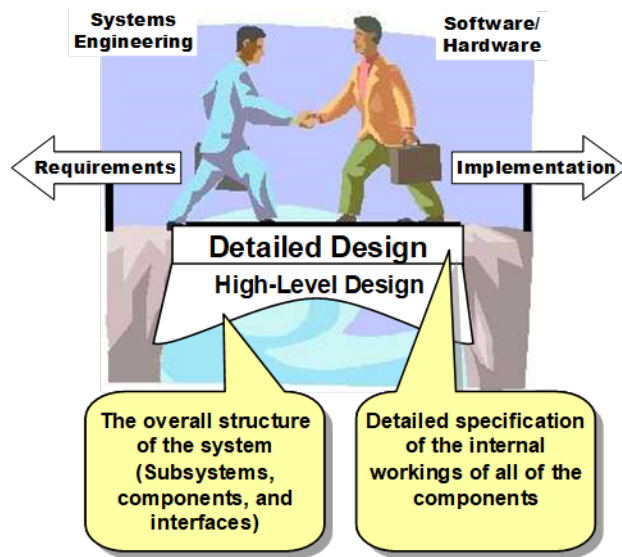 Systems
Engineering
Software/
Hardware
Requirements
Implementation
Detailed Design
High-Level Design
The overall structure
of the system
(Subsystems,
components, and
interfaces)
Detailed specification
of the internal
workings of all of the
components